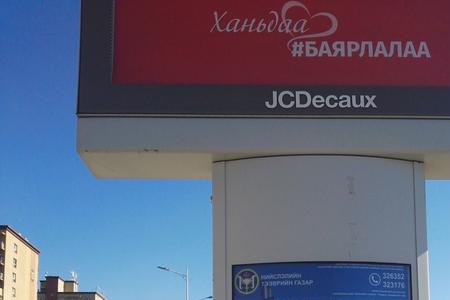 Ханьдаа
#БАЯРЛАЛАА
JCDecaux
НИЙСЛЭЛИЙН
ТЭЭВРИЙН ГАЗАР
326352
323176